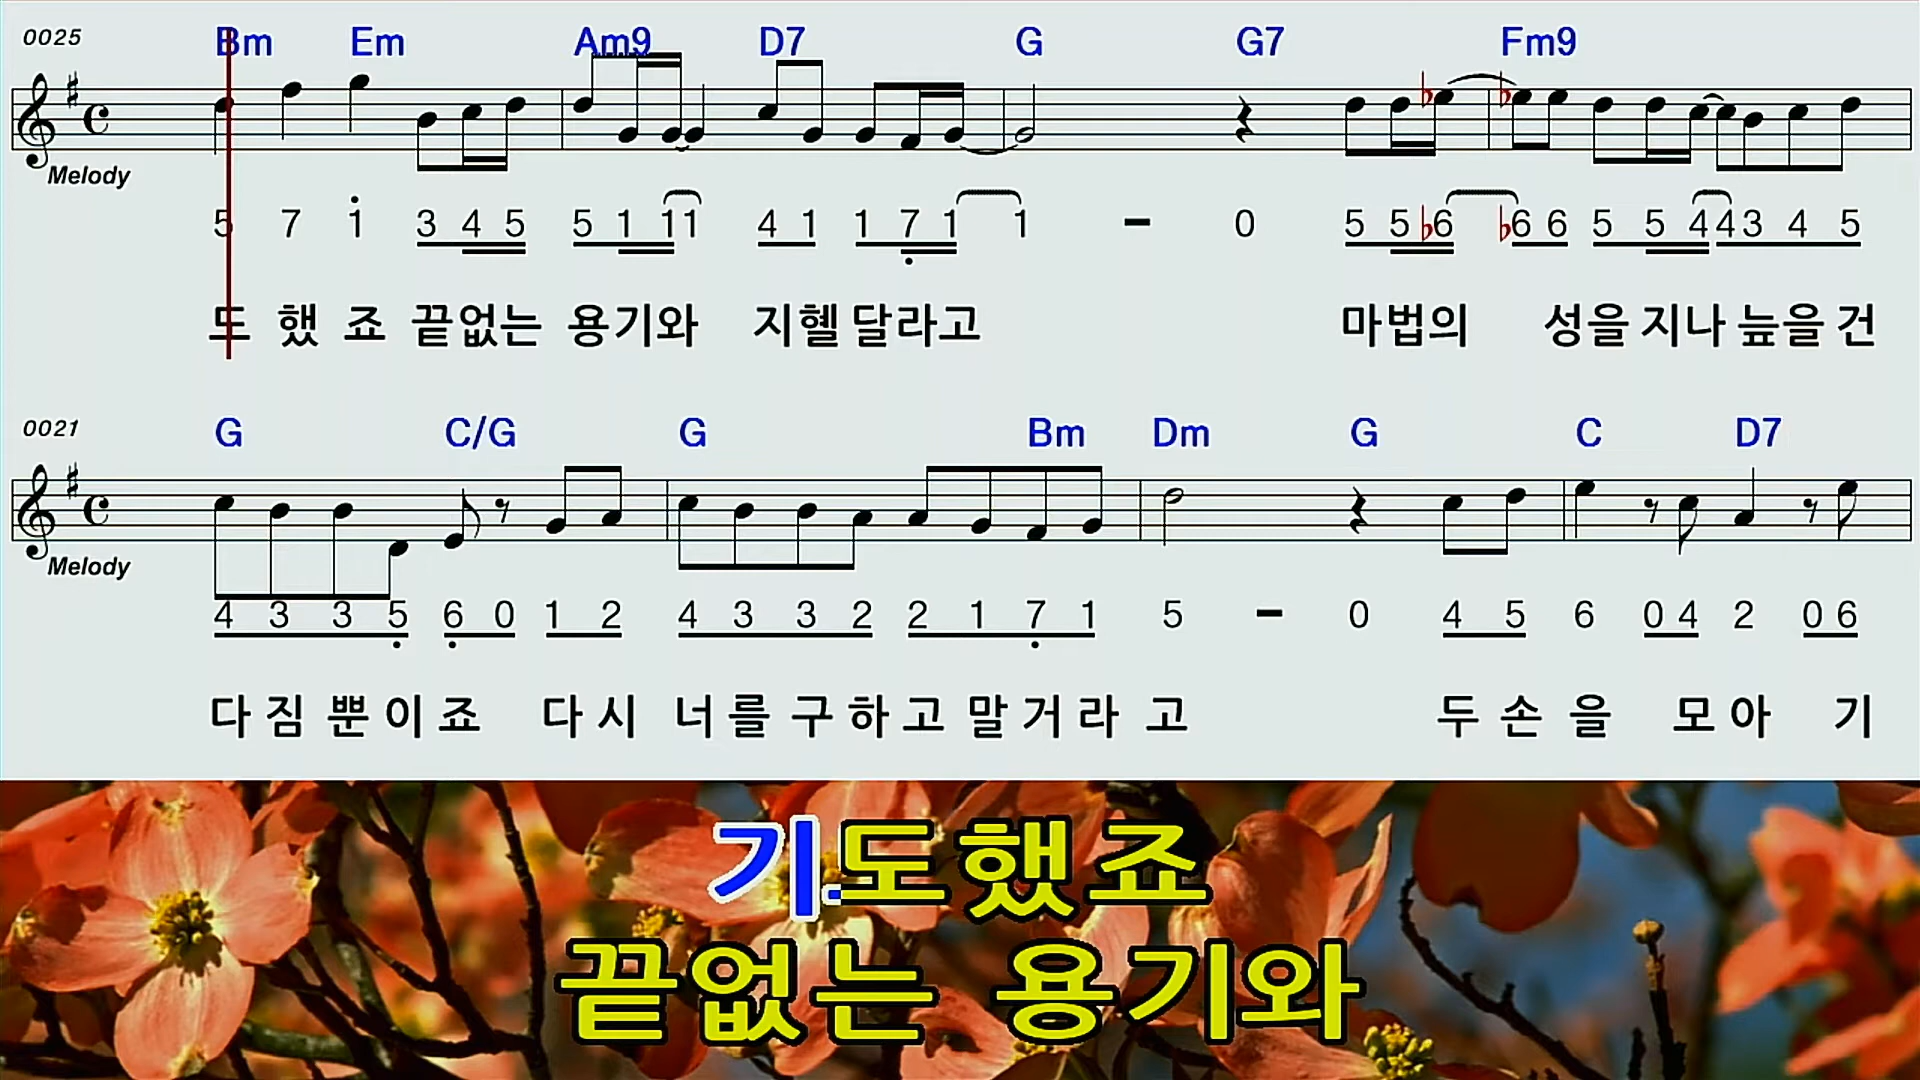 0025 Bm Em Am9 D7 G G7 Fm9
Melody
5 7 1 3 4 5 5 1 1 1 4 1 1 7 1 1 - 0 5 5 ♭6 ♭6 6 5 5 4 4 3 4 5
도 했 죠 끝없는 용기와 지혤 달라고 마법의 성을 지나 늪을 건
0021 G C/G G Bm Dm G C D7
Melody
4 3 3 5 6 0 1 2 4 3 3 2 2 1 7 1 5 - 0 4 5 6 0 4 2 0 6
다 짐 뿐 이 죠 다 시 너 를 구 하 고 말 거 라 고 두 손 을 모 아 기
기도했죠
끝없는 용기와